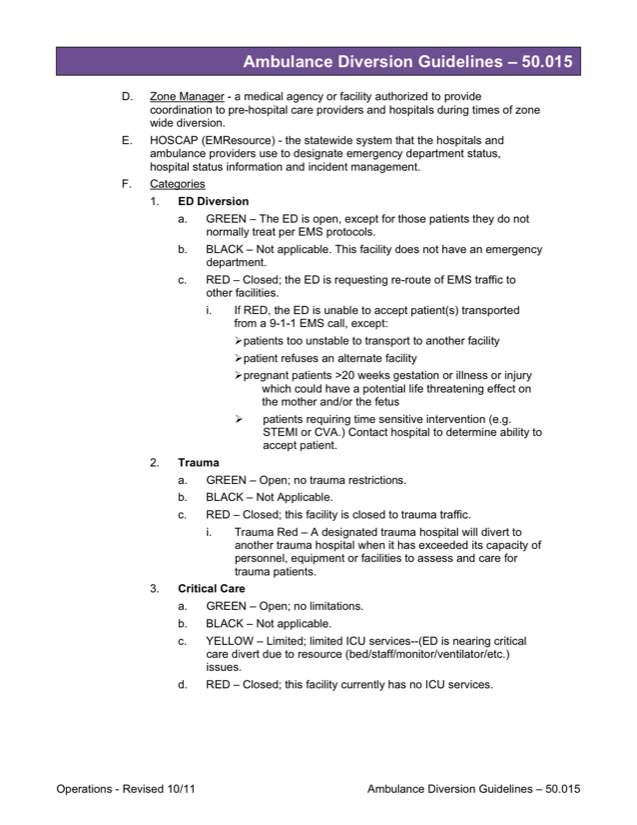 Ambulance Diversion Guidelines – 50.015
D. Zone Manager - a medical agency or facility authorized to provide
coordination to pre-hospital care providers and hospitals during times of zone
wide diversion.
E. HOSCAP (EMResource) - the statewide system that the hospitals and
ambulance providers use to designate emergency department status,
hospital status information and incident management.
F. Categories
1. ED Diversion
a. GREEN – The ED is open, except for those patients they do not
normally treat per EMS protocols.
b. BLACK – Not applicable. This facility does not have an emergency
department.
c. RED – Closed; the ED is requesting re-route of EMS traffic to
other facilities.
i. If RED, the ED is unable to accept patient(s) transported
from a 9-1-1 EMS call, except:
➢patients too unstable to transport to another facility
➢patient refuses an alternate facility
➢pregnant patients >20 weeks gestation or illness or injury
which could have a potential life threatening effect on
the mother and/or the fetus
➢ patients requiring time sensitive intervention (e.g.
STEMI or CVA.) Contact hospital to determine ability to
accept patient.
2. Trauma
a. GREEN – Open; no trauma restrictions.
b. BLACK – Not Applicable.
c. RED – Closed; this facility is closed to trauma traffic.
i. Trauma Red – A designated trauma hospital will divert to
another trauma hospital when it has exceeded its capacity of
personnel, equipment or facilities to assess and care for
trauma patients.
3. Critical Care
a. GREEN – Open; no limitations.
b. BLACK – Not applicable.
c. YELLOW – Limited; limited ICU services--(ED is nearing critical
care divert due to resource (bed/staff/monitor/ventilator/etc.)
issues.
d. RED – Closed; this facility currently has no ICU services.
Operations - Revised 10/11 Ambulance Diversion Guidelines – 50.015